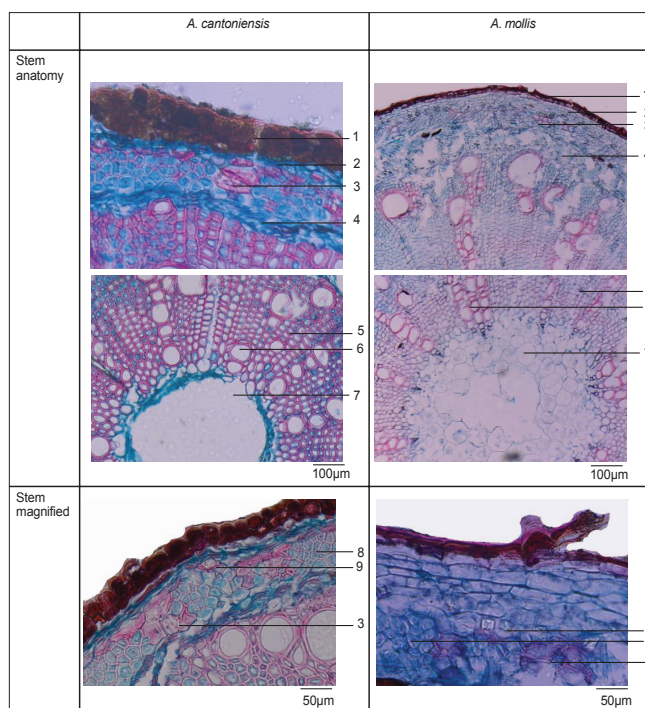 A. cantoniensis
A. mollis
Stem
anatomy
1
2
3
4
5
6
7
100µm
100µm
Stem
magnified
8
9
3
50µm
50µm